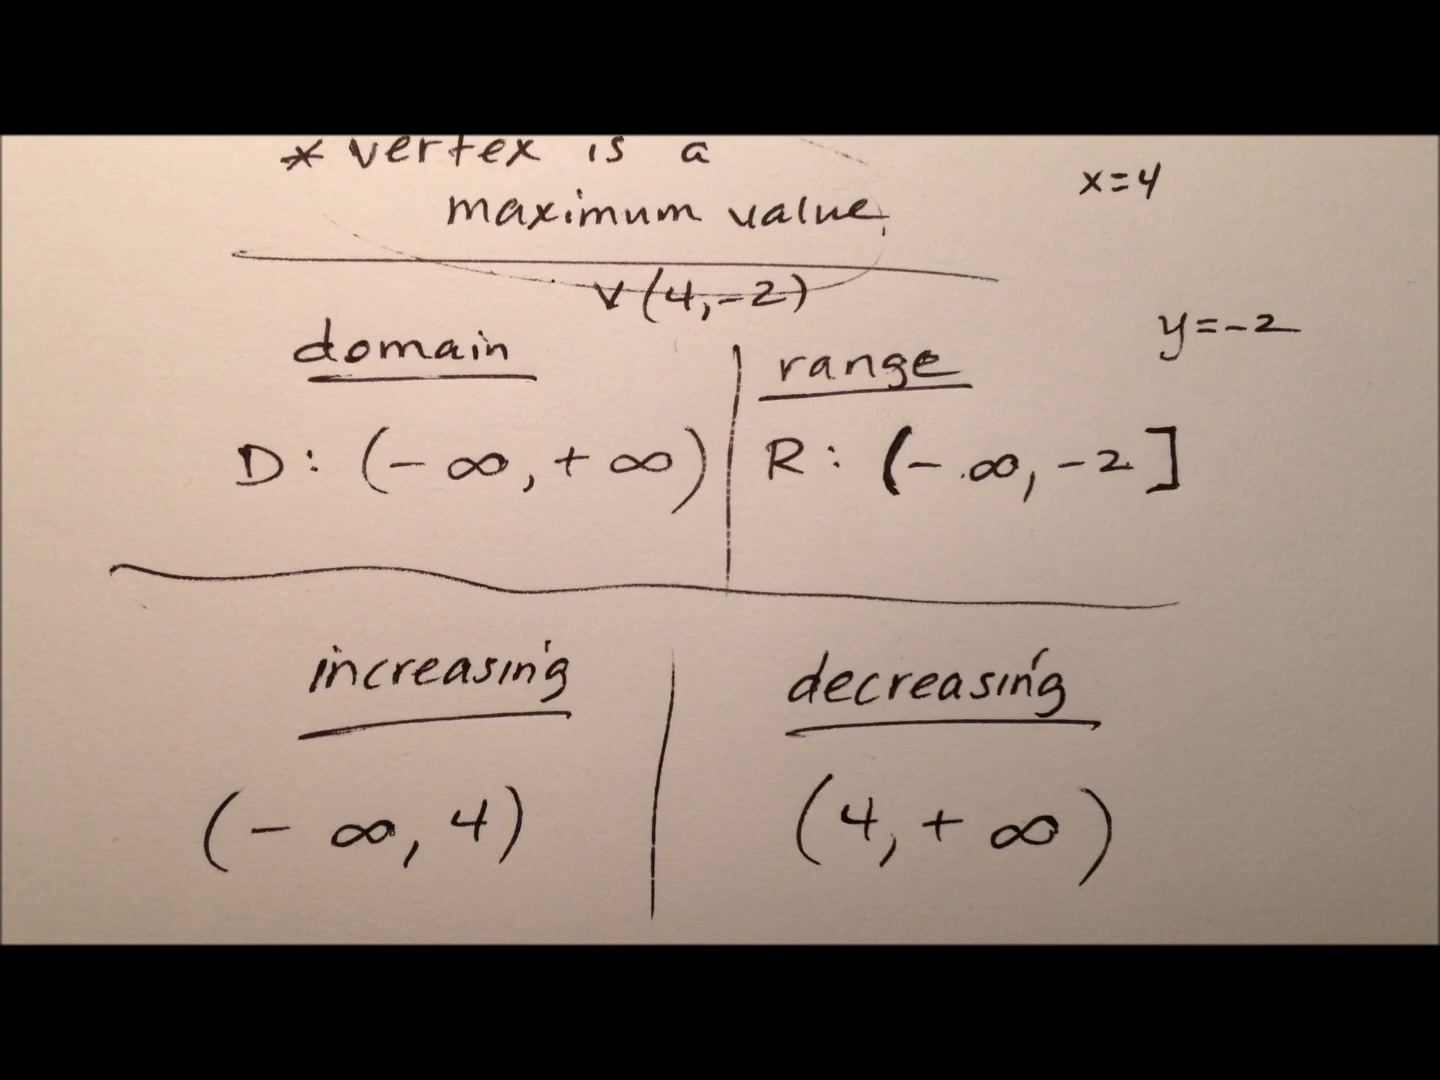 * vertex is a
maximum value
x=4
V(4,-2)
y=-2
domain
range
D: (-∞,+∞)
R: (-∞,-2]
increasing
decreasing
(-∞,4)
(4,+∞)